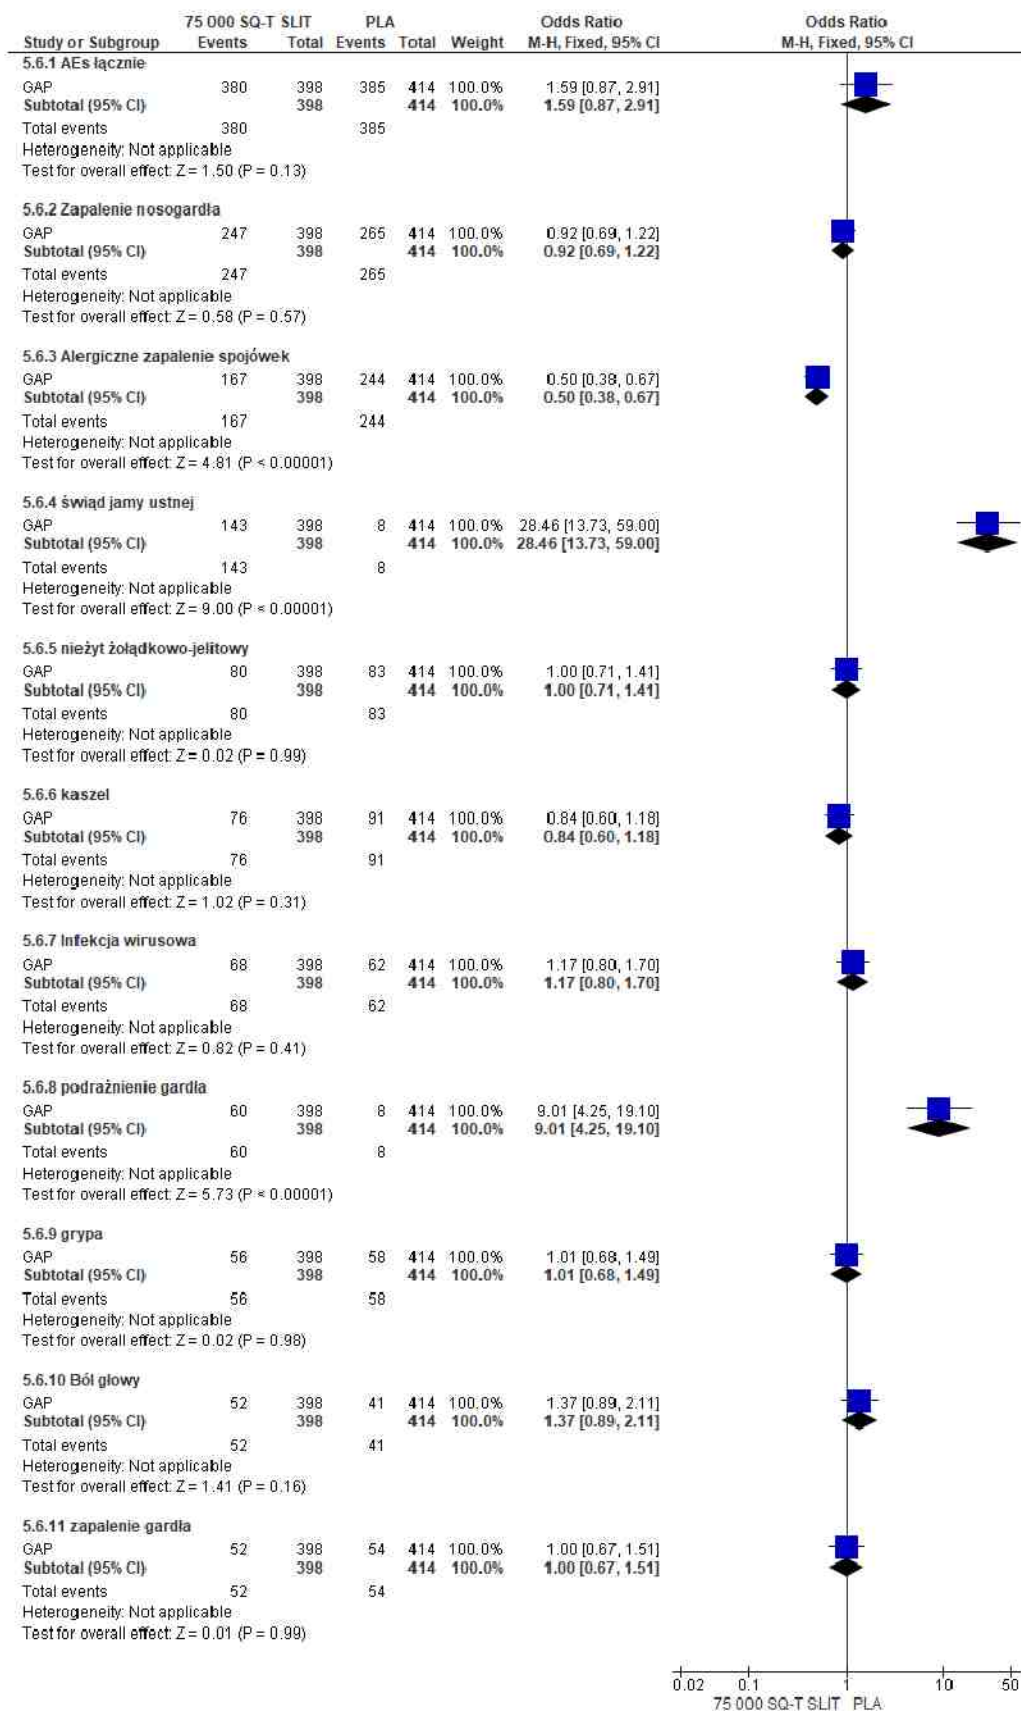 75 000 SQ-T SLIT PLA Odds Ratio Odds Ratio
Study or Subgroup Events Total Events Total Weight M-H, Fixed, 95% CI M-H, Fixed, 95% CI
5.6.1 AEs łącznie
GAP 380 398 385 414 100.0% 1.59 [0.87, 2.91]
Subtotal (95% CI) 398 414 100.0% 1.59 [0.87, 2.91]
Total events 380 385
Heterogeneity: Not applicable
Test for overall effect: Z = 1.50 (P = 0.13)
5.6.2 Zapalenie nosogardła
GAP 247 398 265 414 100.0% 0.92 [0.69, 1.22]
Subtotal (95% CI) 398 414 100.0% 0.92 [0.69, 1.22]
Total events 247 265
Heterogeneity: Not applicable
Test for overall effect: Z = 0.58 (P = 0.57)
5.6.3 Alergiczne zapalenie spojówek
GAP 167 398 244 414 100.0% 0.50 [0.38, 0.67]
Subtotal (95% CI) 398 414 100.0% 0.50 [0.38, 0.67]
Total events 167 244
Heterogeneity: Not applicable
Test for overall effect: Z = 4.81 (P < 0.00001)
5.6.4 świąd jamy ustnej
GAP 143 398 8 414 100.0% 28.46 [13.73, 59.00]
Subtotal (95% CI) 398 414 100.0% 28.46 [13.73, 59.00]
Total events 143 8
Heterogeneity: Not applicable
Test for overall effect: Z = 9.00 (P < 0.00001)
5.6.5 nieżyt żołądkowo-jelitowy
GAP 80 398 83 414 100.0% 1.00 [0.71, 1.41]
Subtotal (95% CI) 398 414 100.0% 1.00 [0.71, 1.41]
Total events 80 83
Heterogeneity: Not applicable
Test for overall effect: Z = 0.02 (P = 0.99)
5.6.6 kaszel
GAP 76 398 91 414 100.0% 0.84 [0.60, 1.18]
Subtotal (95% CI) 398 414 100.0% 0.84 [0.60, 1.18]
Total events 76 91
Heterogeneity: Not applicable
Test for overall effect: Z = 1.02 (P = 0.31)
5.6.7 Infekcja wirusowa
GAP 68 398 62 414 100.0% 1.17 [0.80, 1.70]
Subtotal (95% CI) 398 414 100.0% 1.17 [0.80, 1.70]
Total events 68 62
Heterogeneity: Not applicable
Test for overall effect: Z = 0.82 (P = 0.41)
5.6.8 podrażnienie gardła
GAP 60 398 8 414 100.0% 9.01 [4.25, 19.10]
Subtotal (95% CI) 398 414 100.0% 9.01 [4.25, 19.10]
Total events 60 8
Heterogeneity: Not applicable
Test for overall effect: Z = 5.73 (P < 0.00001)
5.6.9 grypa
GAP 56 398 58 414 100.0% 1.01 [0.68, 1.49]
Subtotal (95% CI) 398 414 100.0% 1.01 [0.68, 1.49]
Total events 56 58
Heterogeneity: Not applicable
Test for overall effect: Z = 0.02 (P = 0.98)
5.6.10 Ból głowy
GAP 52 398 41 414 100.0% 1.37 [0.89, 2.11]
Subtotal (95% CI) 398 414 100.0% 1.37 [0.89, 2.11]
Total events 52 41
Heterogeneity: Not applicable
Test for overall effect: Z = 1.41 (P = 0.16)
5.6.11 zapalenie gardła
GAP 52 398 54 414 100.0% 1.00 [0.67, 1.51]
Subtotal (95% CI) 398 414 100.0% 1.00 [0.67, 1.51]
Total events 52 54
Heterogeneity: Not applicable
Test for overall effect: Z = 0.01 (P = 0.99)
0.02 0.1 1 10 50
75 000 SQ-T SLIT PLA